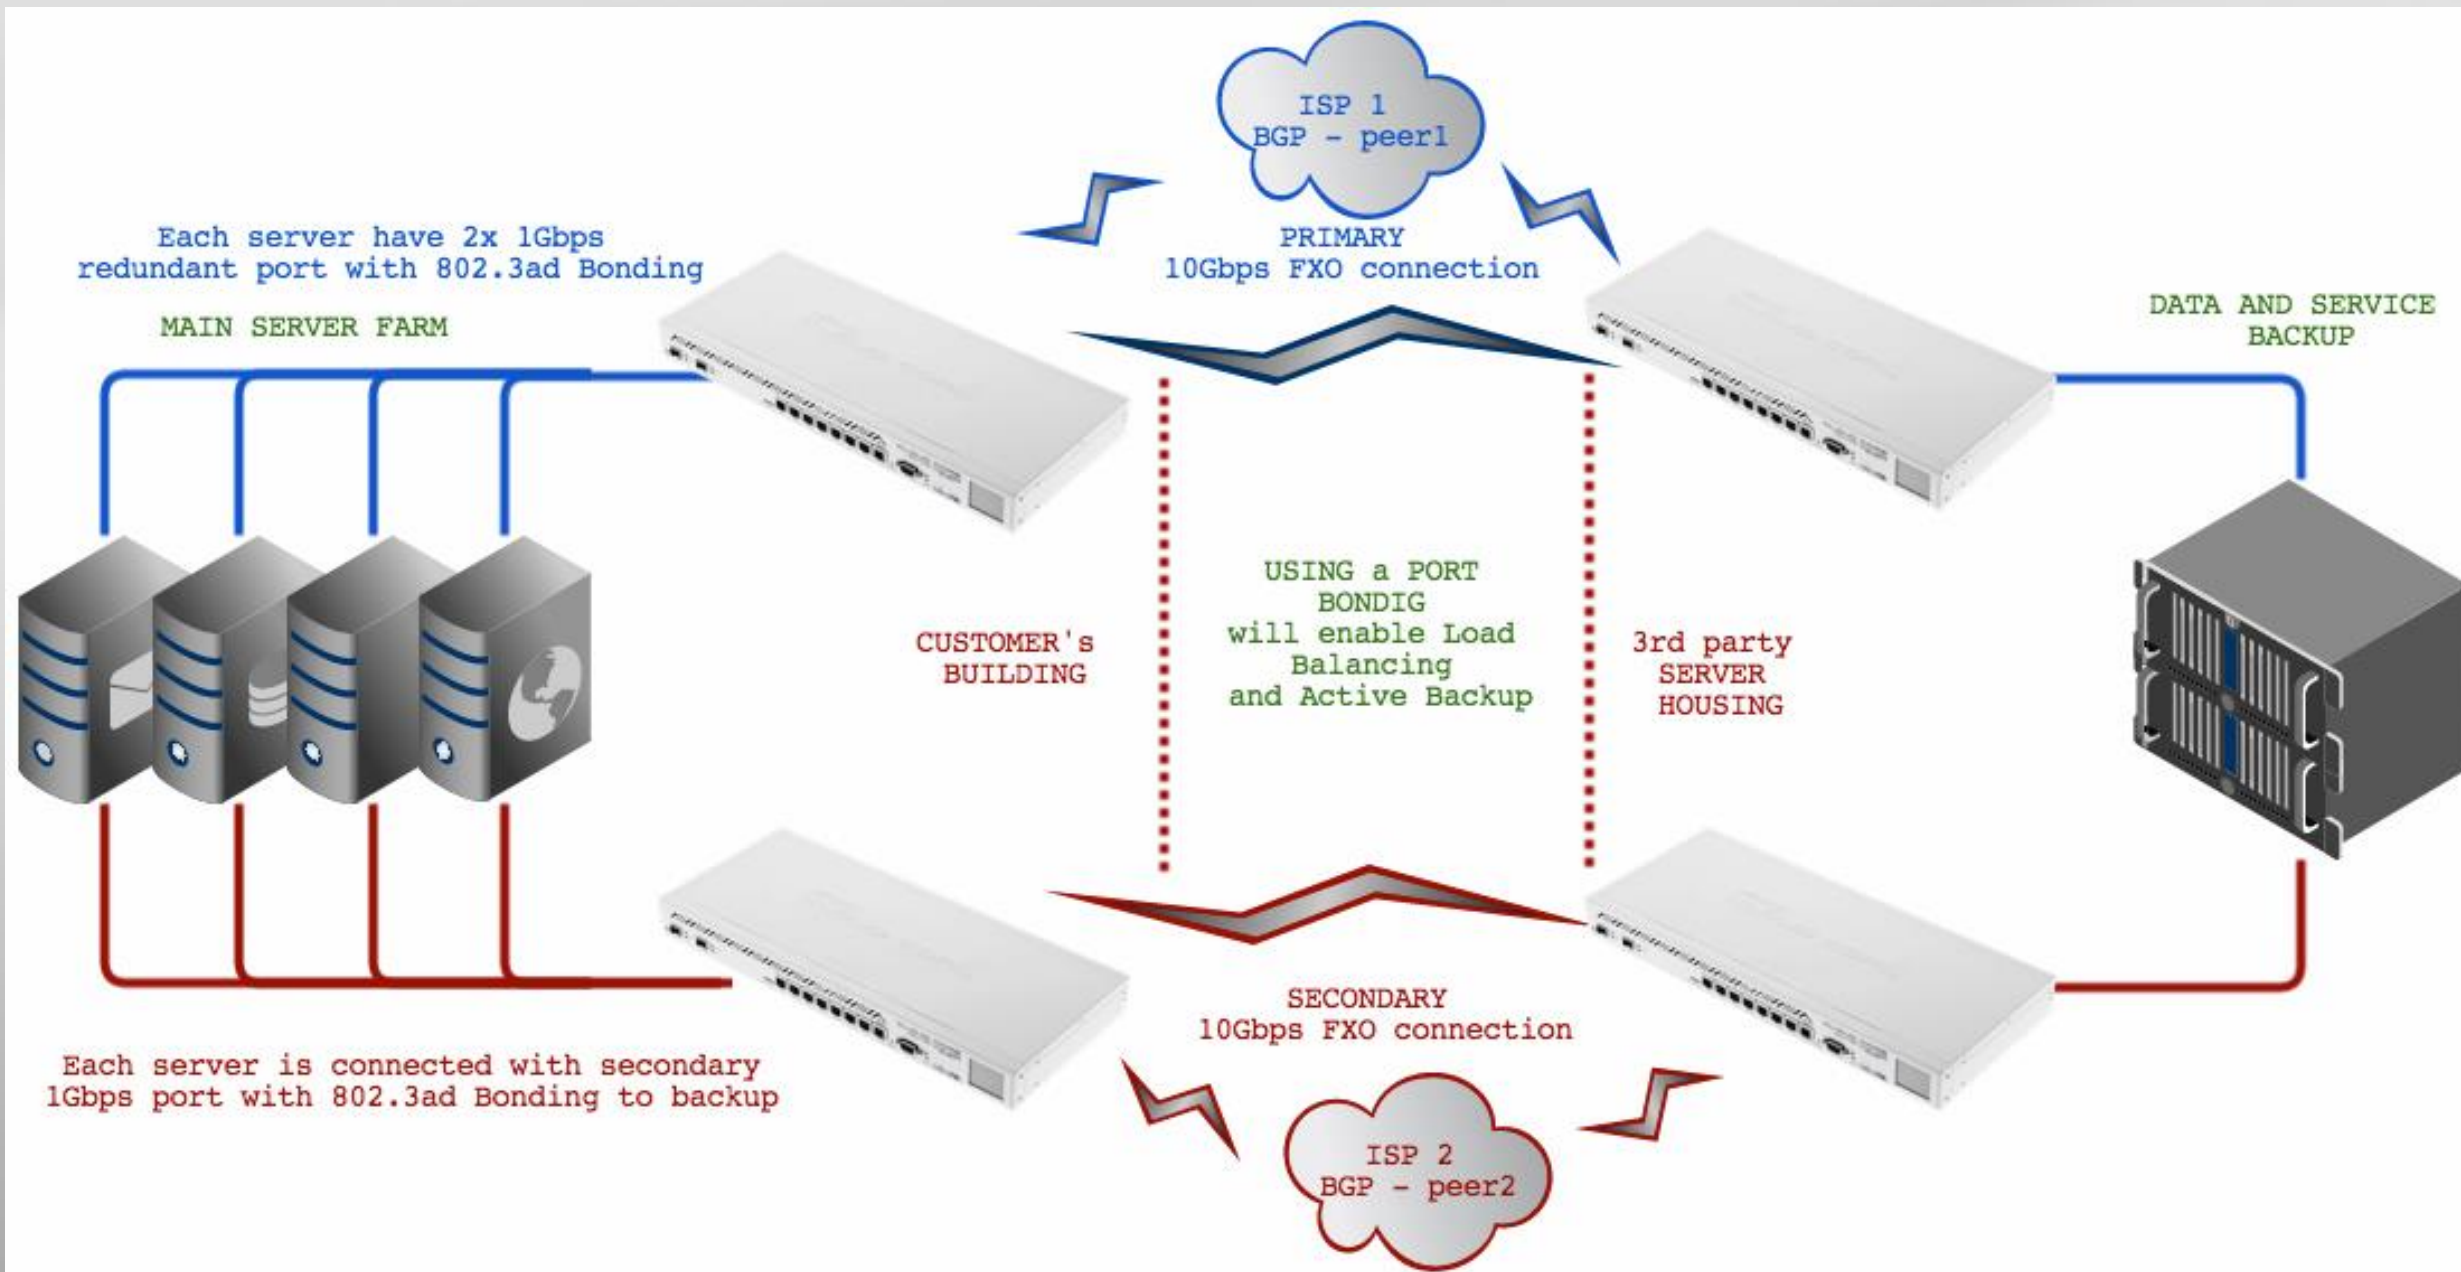 ISP 1
BGP - peer1
Each server have 2x 1Gbps
redundant port with 802.3ad Bonding
MAIN SERVER FARM
PRIMARY
10Gbps FXO connection
DATA AND SERVICE
BACKUP
CUSTOMER's
BUILDING
USING a PORT
BONDIG
will enable Load
Balancing
and Active Backup
3rd party
SERVER
HOUSING
SECONDARY
10Gbps FXO connection
Each server is connected with secondary
1Gbps port with 802.3ad Bonding to backup
ISP 2
BGP - peer2